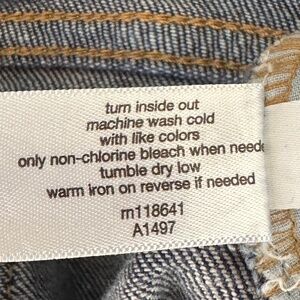 turn inside out
machine wash cold
with like colors
only non-chlorine bleach when neede
tumble dry low
warm iron on reverse if needed
m118641
A1497